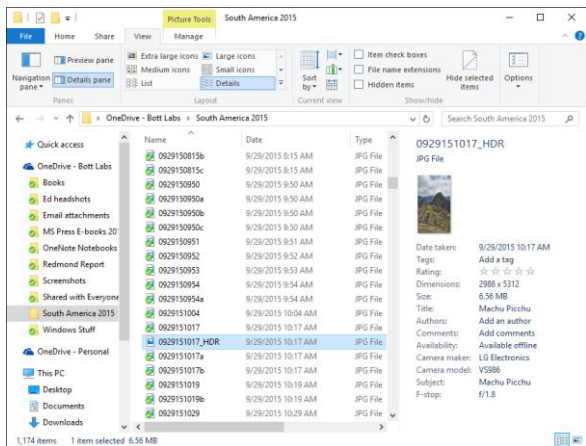 Picture Tools South America 2015
File Home Share View Manage
Navigation pane
Preview pane
Details pane
Panes
Extra large icons Large icons
Medium icons Small icons
List Details
Layout
Sort by
Current view
Item check boxes
File name extensions
Hidden items
Hide selected items
Show/hide
Options
OneDrive - Bott Labs South America 2015
Search South America 2015
Quick access
OneDrive - Bott Labs
Books
Ed headshots
Email attachments
MS Press E-books 20
OneNote Notebooks
Redmond Report
Screenshots
Shared with Everyone
South America 2015
Windows Stuff
OneDrive - Personal
This PC
Desktop
Documents
Downloads
Name Date Type
0929150815b 9/29/2015 8:15 AM JPG File
0929150815c 9/29/2015 8:15 AM JPG File
0929150950 9/29/2015 9:50 AM JPG File
0929150950a 9/29/2015 9:50 AM JPG File
0929150950b 9/29/2015 9:50 AM JPG File
0929150950c 9/29/2015 9:50 AM JPG File
0929150951 9/29/2015 9:51 AM JPG File
0929150952 9/29/2015 9:52 AM JPG File
0929150953 9/29/2015 9:53 AM JPG File
0929150954 9/29/2015 9:54 AM JPG File
0929150954a 9/29/2015 9:54 AM JPG File
0929151004 9/29/2015 10:04 AM JPG File
0929151017 9/29/2015 10:17 AM JPG File
0929151017_HDR 9/29/2015 10:17 AM JPG File
0929151017a 9/29/2015 10:17 AM JPG File
0929151017b 9/29/2015 10:17 AM JPG File
0929151019 9/29/2015 10:19 AM JPG File
0929151019b 9/29/2015 10:19 AM JPG File
0929151029 9/29/2015 10:29 AM JPG File
0929151017_HDR
JPG File
Date taken: 9/29/2015 10:17 AM
Tags: Add a tag
Rating:
Dimensions: 2988 x 5312
Size: 6.56 MB
Title: Machu Picchu
Authors: Add an author
Comments: Add comments
Availability: Available offline
Camera maker: LG Electronics
Camera model: VS986
Subject: Machu Picchu
F-stop: f/1.8
1,174 items 1 item selected 6.56 MB